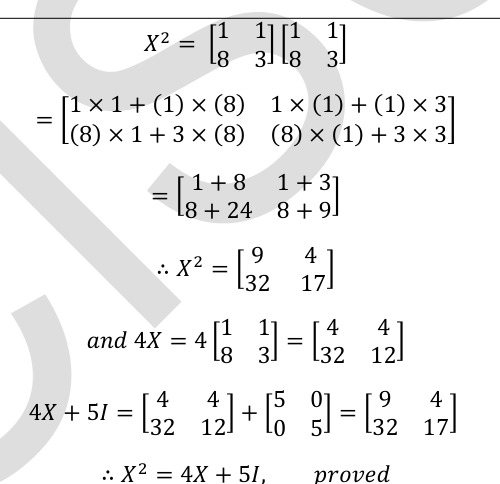 X² = [1 1 8 3][1 1 8 3]
= [1 × 1 + (1) × (8) 1 × (1) + (1) × 3
(8) × 1 + 3 × (8) (8) × (1) + 3 × 3]
= [1 + 8 1 + 3
8 + 24 8 + 9]
∴ X² = [9 4
32 17]
and 4X = 4 [1 1 8 3] = [4 4 32 12]
4X + 5I = [4 4 32 12] + [5 0 0 5] = [9 4 32 17]
∴ X² = 4X + 5I, proved